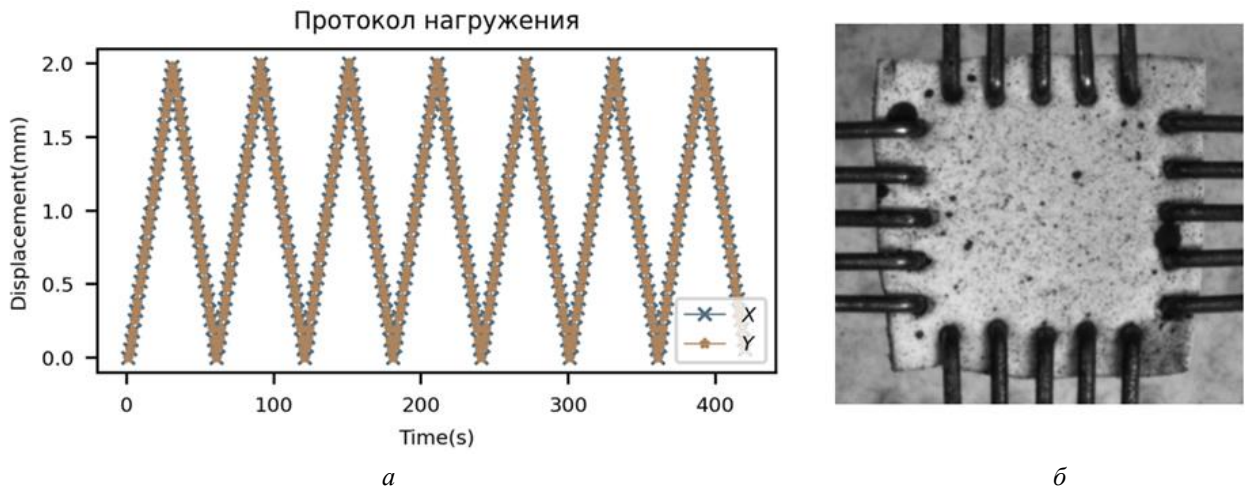 Протокол нагружения
Displacement(mm)
2.0
1.5
1.0
0.5
0.0
X
Y
0 100 200 300 400
Time(s)
а б